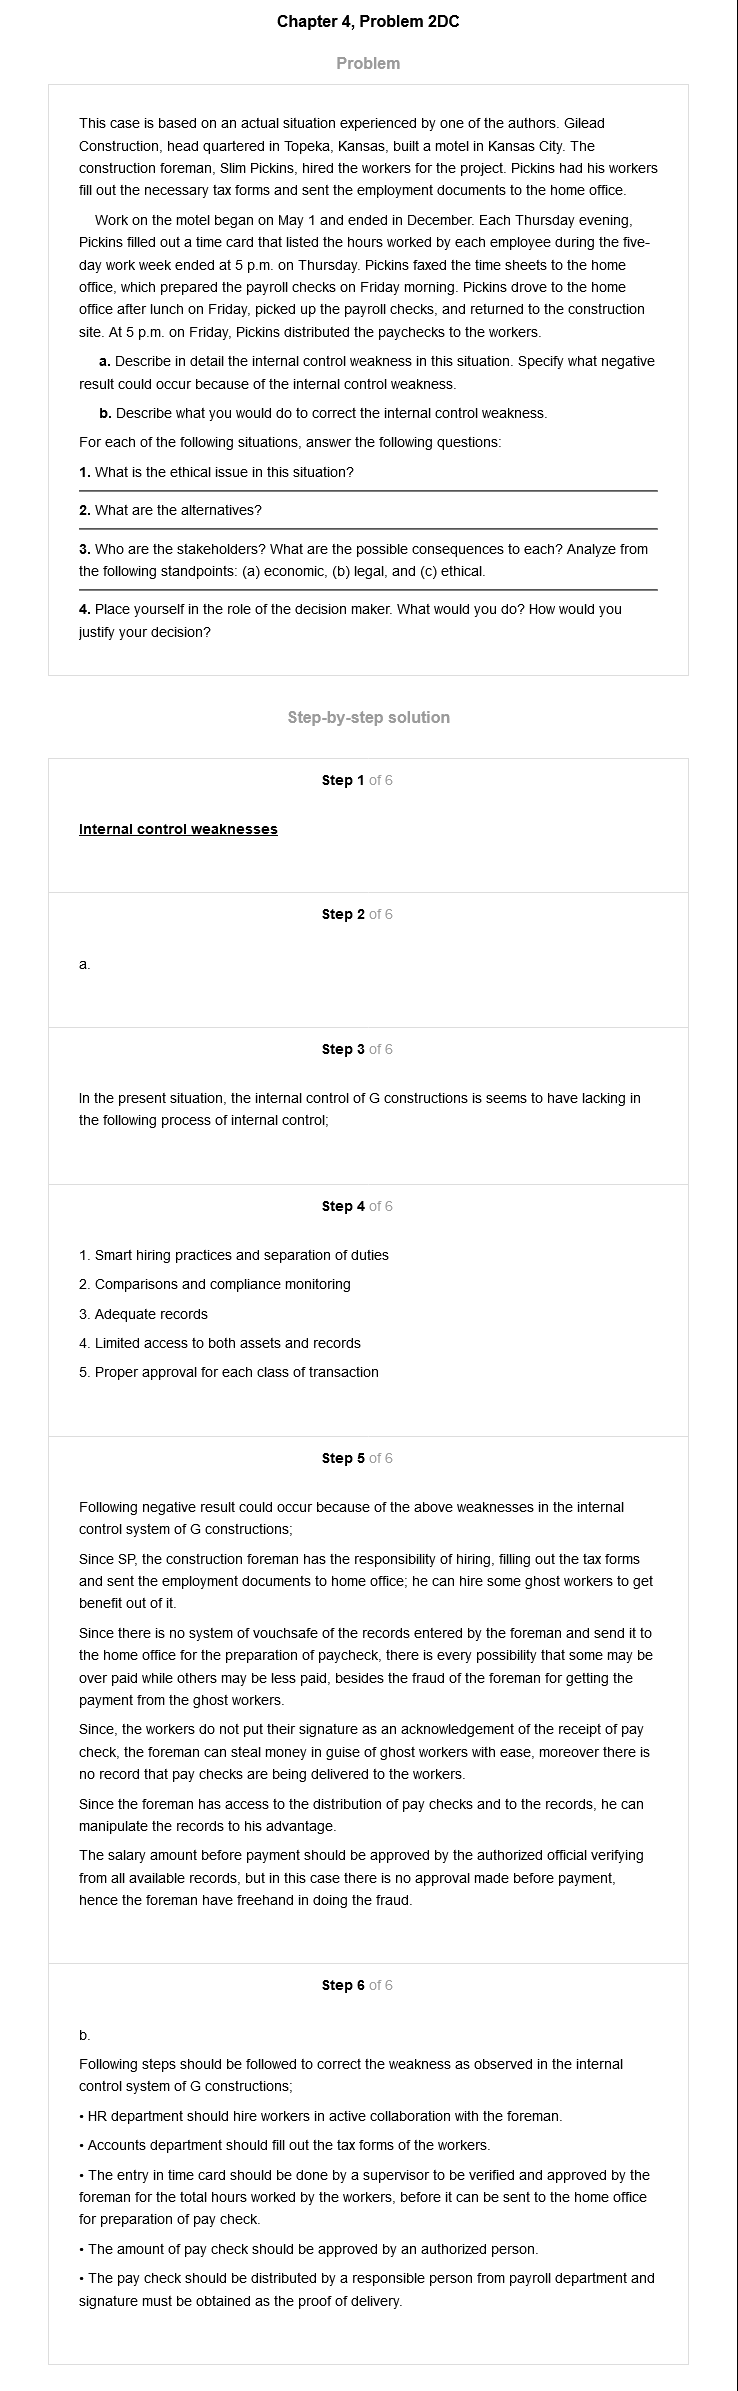 Chapter 4, Problem 2DC
Problem
This case is based on an actual situation experienced by one of the authors. Gilead
Construction, head quartered in Topeka, Kansas, built a motel in Kansas City. The
construction foreman, Slim Pickins, hired the workers for the project. Pickins had his workers
fill out the necessary tax forms and sent the employment documents to the home office.
Work on the motel began on May 1 and ended in December. Each Thursday evening,
Pickins filled out a time card that listed the hours worked by each employee during the five-
day work week ended at 5 p.m. on Thursday. Pickins faxed the time sheets to the home
office, which prepared the payroll checks on Friday morning. Pickins drove to the home
office after lunch on Friday, picked up the payroll checks, and returned to the construction
site. At 5 p.m. on Friday, Pickins distributed the paychecks to the workers.
a. Describe in detail the internal control weakness in this situation. Specify what negative
result could occur because of the internal control weakness.
b. Describe what you would do to correct the internal control weakness.
For each of the following situations, answer the following questions:
1. What is the ethical issue in this situation?
2. What are the alternatives?
3. Who are the stakeholders? What are the possible consequences to each? Analyze from
the following standpoints: (a) economic, (b) legal, and (c) ethical.
4. Place yourself in the role of the decision maker. What would you do? How would you
justify your decision?
Step-by-step solution
Step 1 of 6
Internal control weaknesses
Step 2 of 6
a.
Step 3 of 6
In the present situation, the internal control of G constructions is seems to have lacking in
the following process of internal control;
Step 4 of 6
1. Smart hiring practices and separation of duties
2. Comparisons and compliance monitoring
3. Adequate records
4. Limited access to both assets and records
5. Proper approval for each class of transaction
Step 5 of 6
Following negative result could occur because of the above weaknesses in the internal
control system of G constructions;
Since SP, the construction foreman has the responsibility of hiring, filling out the tax forms
and sent the employment documents to home office; he can hire some ghost workers to get
benefit out of it.
Since there is no system of vouchsafe of the records entered by the foreman and send it to
the home office for the preparation of paycheck, there is every possibility that some may be
over paid while others may be less paid, besides the fraud of the foreman for getting the
payment from the ghost workers.
Since, the workers do not put their signature as an acknowledgement of the receipt of pay
check, the foreman can steal money in guise of ghost workers with ease, moreover there is
no record that pay checks are being delivered to the workers.
Since the foreman has access to the distribution of pay checks and to the records, he can
manipulate the records to his advantage.
The salary amount before payment should be approved by the authorized official verifying
from all available records, but in this case there is no approval made before payment,
hence the foreman have freehand in doing the fraud.
Step 6 of 6
b.
Following steps should be followed to correct the weakness as observed in the internal
control system of G constructions;
• HR department should hire workers in active collaboration with the foreman.
• Accounts department should fill out the tax forms of the workers.
• The entry in time card should be done by a supervisor to be verified and approved by the
foreman for the total hours worked by the workers, before it can be sent to the home office
for preparation of pay check.
• The amount of pay check should be approved by an authorized person.
• The pay check should be distributed by a responsible person from payroll department and
signature must be obtained as the proof of delivery.